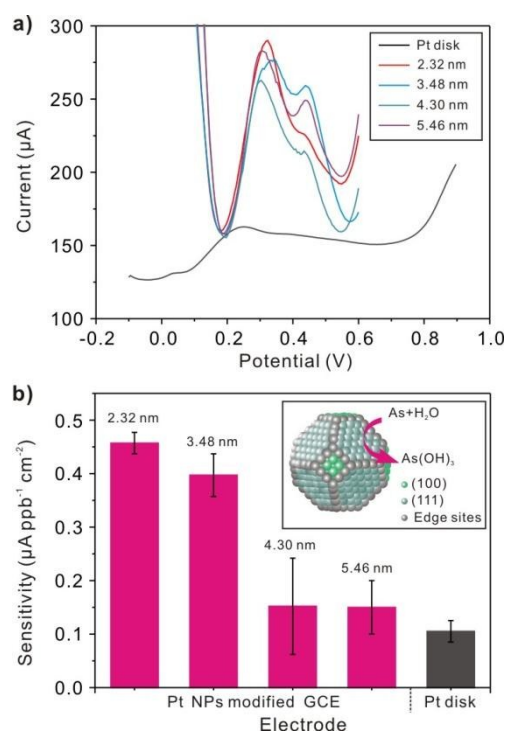 a)
300
250
200
150
100
Current (µA)
Pt disk
2.32 nm
3.48 nm
4.30 nm
5.46 nm
-0.2 0.0 0.2 0.4 0.6 0.8 1.0
Potential (V)
b)
0.5
0.4
0.3
0.2
0.1
0.0
Sensitivity (µA ppb⁻¹ cm⁻²)
2.32 nm
3.48 nm
4.30 nm
5.46 nm
As+H₂O
As(OH)₃
(100)
(111)
Edge sites
Pt NPs modified GCE Pt disk
Electrode